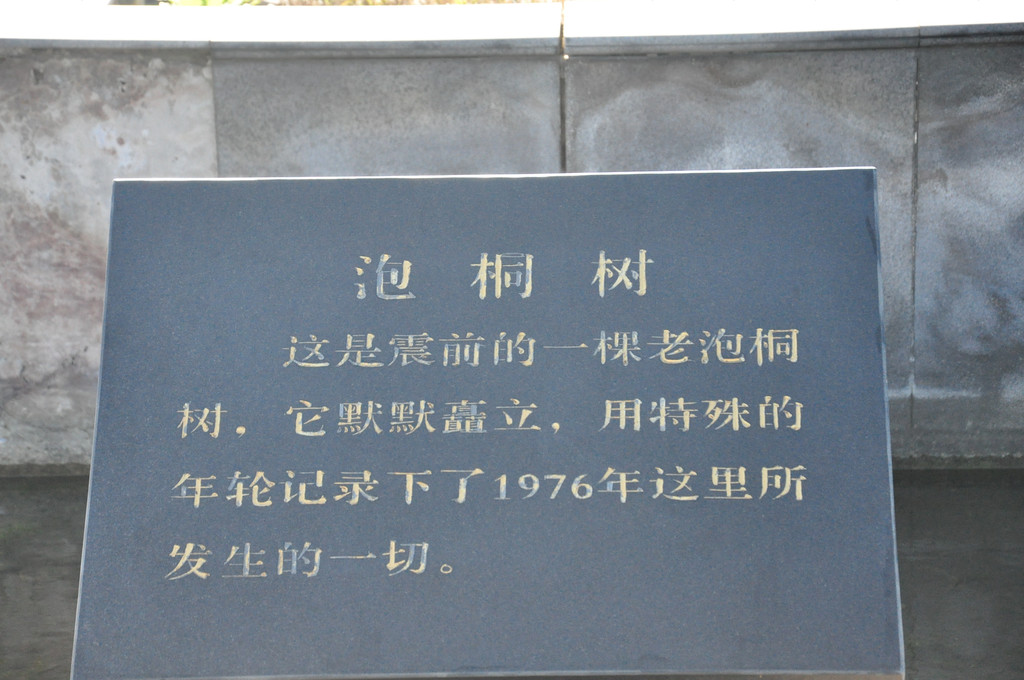 泡桐树
这是震前的一棵老泡桐
树，它默默矗立，用特殊的
年轮记录下了1976年这里所
发生的一切。